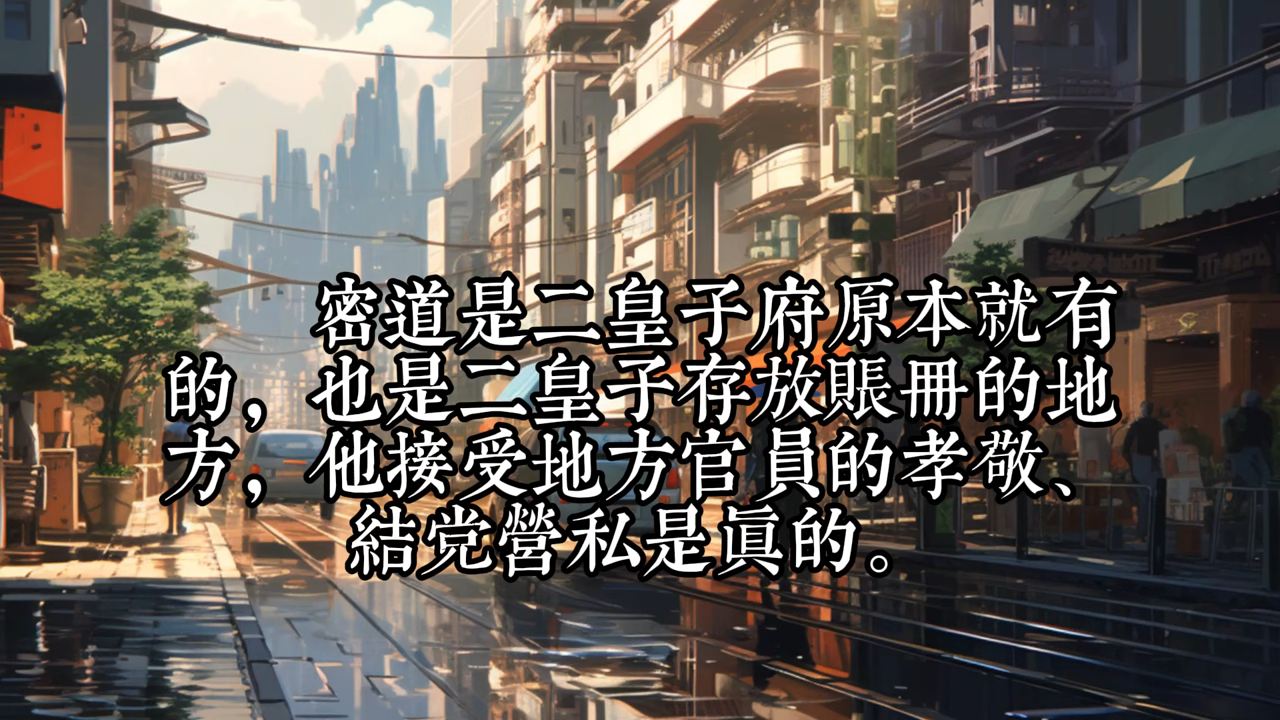 密道是二皇子府原本就有
的，也是二皇子存放賬冊的地
方，他接受地方官員的孝敬、
結党營私是眞的。